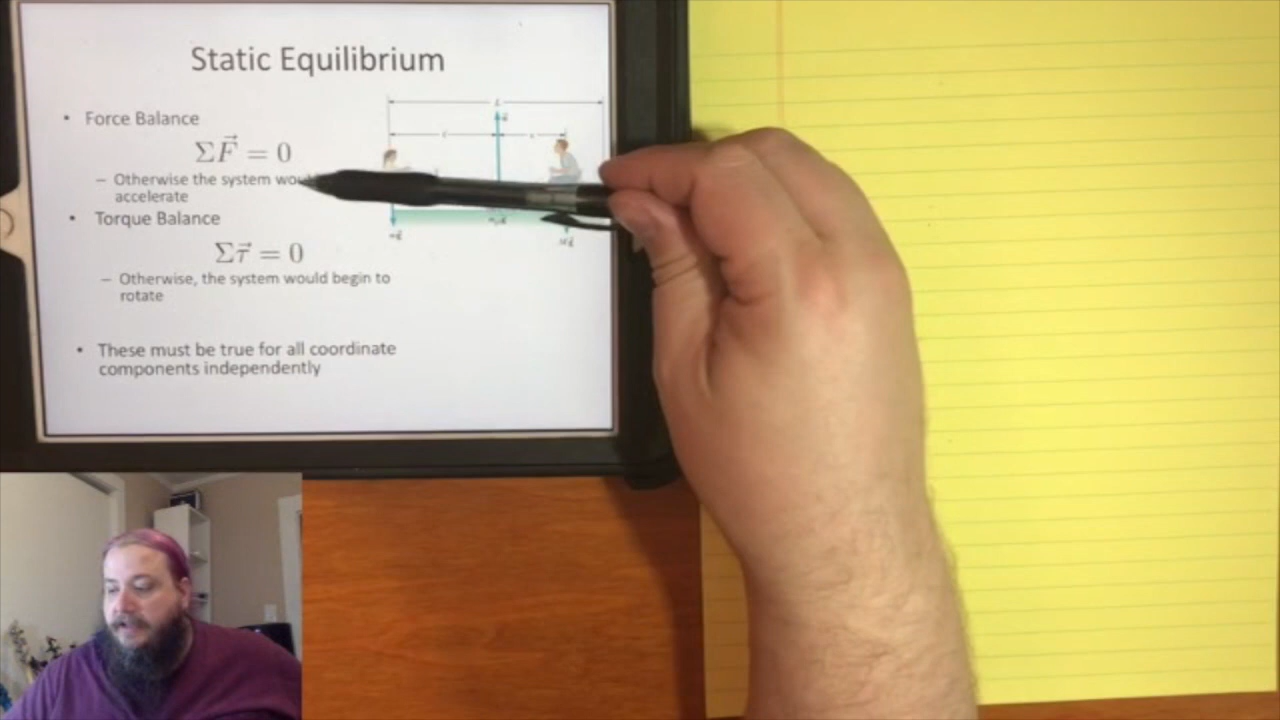 Static Equilibrium
• Force Balance
ΣF⃗ = 0
– Otherwise the system
accelerate
• Torque Balance
Στ⃗ = 0
– Otherwise, the system would begin to
rotate
• These must be true for all coordinate
components independently